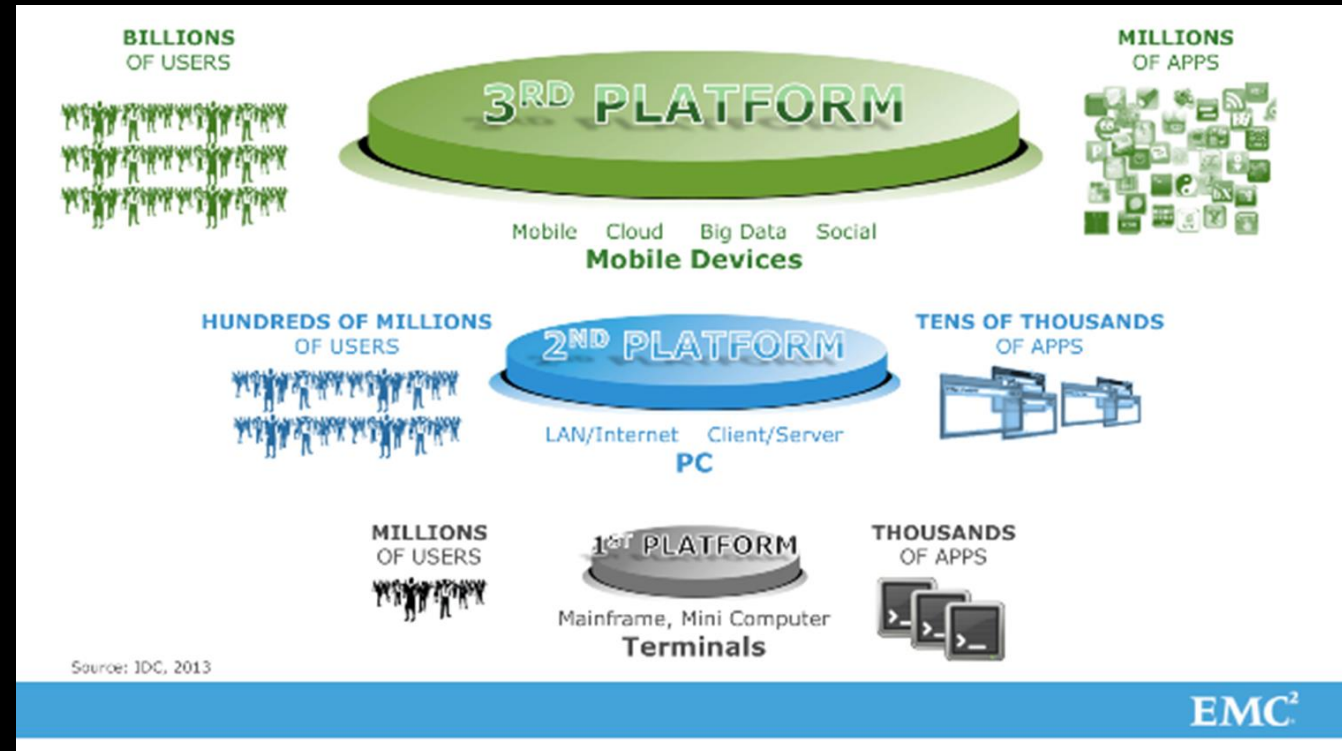 BILLIONS
OF USERS
3RD PLATFORM
MILLIONS
OF APPS
Mobile Cloud Big Data Social
Mobile Devices
HUNDREDS OF MILLIONS
OF USERS
2ND PLATFORM
TENS OF THOUSANDS
OF APPS
LAN/Internet Client/Server
PC
MILLIONS
OF USERS
1ST PLATFORM
THOUSANDS
OF APPS
Mainframe, Mini Computer
Terminals
Source: IDC, 2013
EMC²